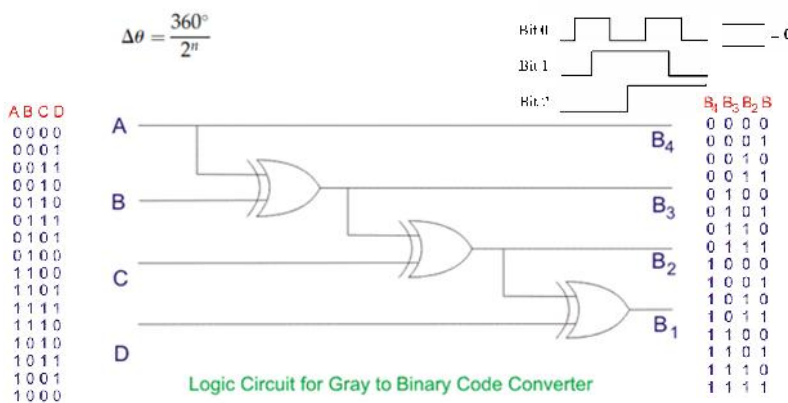 Δθ = 360° / 2ⁿ
Bit 0
Bit 1
Bit 2
A B C D
0 0 0 0
0 0 0 1
0 0 1 1
0 0 1 0
0 1 1 0
0 1 1 1
0 1 0 1
0 1 0 0
1 1 0 0
1 1 0 1
1 1 1 1
1 1 1 0
1 0 1 0
1 0 1 1
1 0 0 1
1 0 0 0
A
B
C
D
B₄
B₃
B₂
B₁
B₄ B₃ B₂ B
0 0 0 0
0 0 0 1
0 0 1 0
0 0 1 1
0 1 0 0
0 1 0 1
0 1 1 0
0 1 1 1
1 0 0 0
1 0 0 1
1 0 1 0
1 0 1 1
1 1 0 0
1 1 0 1
1 1 1 0
1 1 1 1
Logic Circuit for Gray to Binary Code Converter